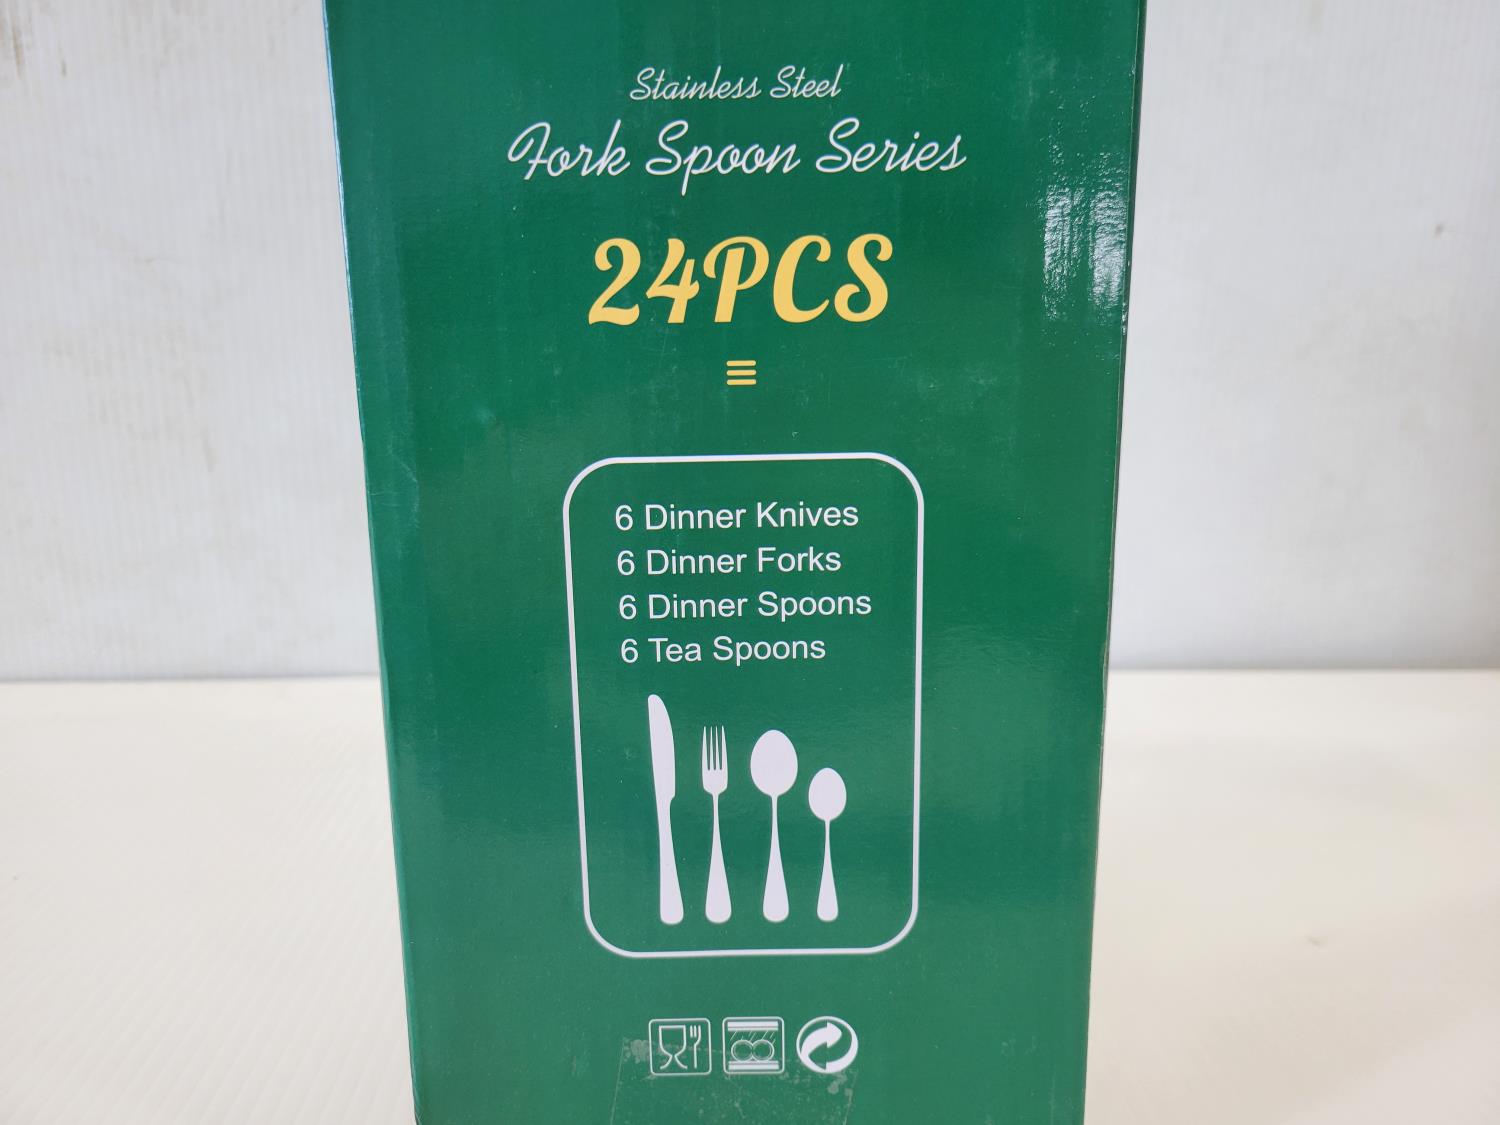 Stainless Steel
Fork Spoon Series
24PCS
6 Dinner Knives
6 Dinner Forks
6 Dinner Spoons
6 Tea Spoons